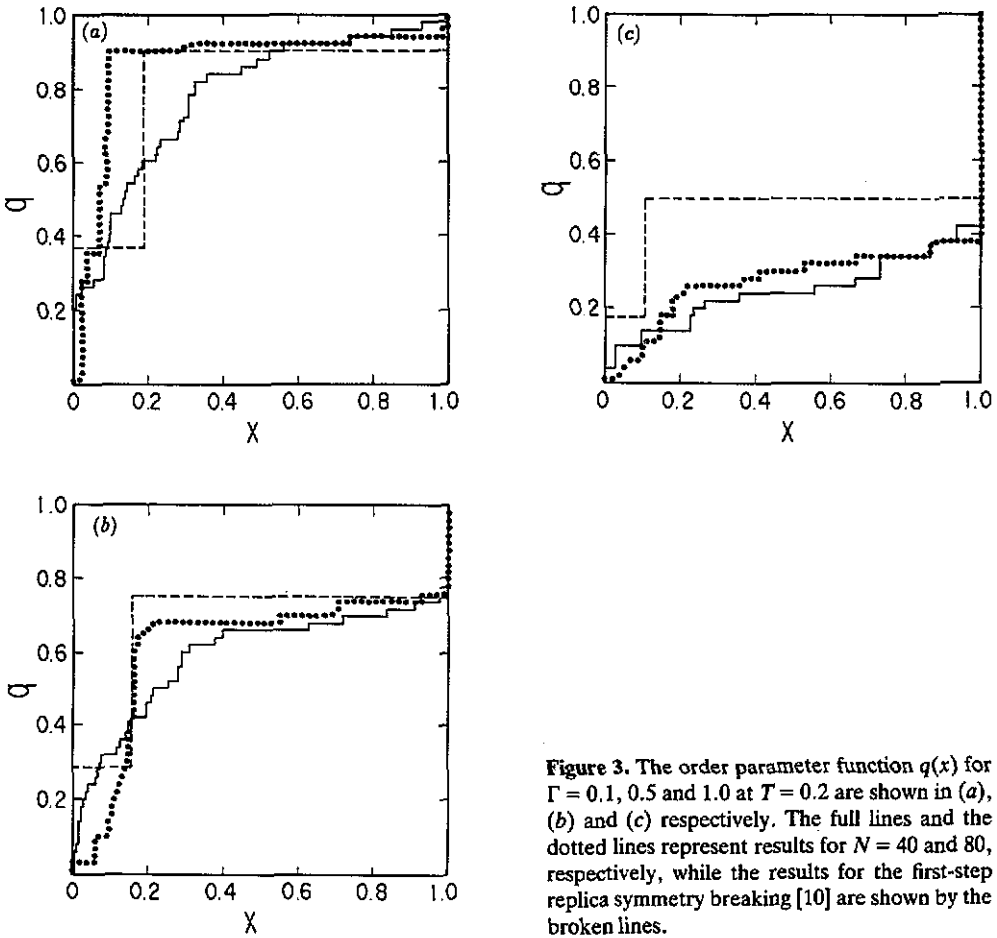 (a)
1.0
0.8
0.6
0.4
0.2
q
0 0.2 0.4 0.6 0.8 1.0
X
(c)
1.0
0.8
0.6
0.4
0.2
q
0 0.2 0.4 0.6 0.8 1.0
X
(b)
1.0
0.8
0.6
0.4
0.2
q
0 0.2 0.4 0.6 0.8 1.0
X
Figure 3. The order parameter function q(x) for
Γ = 0.1, 0.5 and 1.0 at T = 0.2 are shown in (a),
(b) and (c) respectively. The full lines and the
dotted lines represent results for N = 40 and 80,
respectively, while the results for the first-step
replica symmetry breaking [10] are shown by the
broken lines.